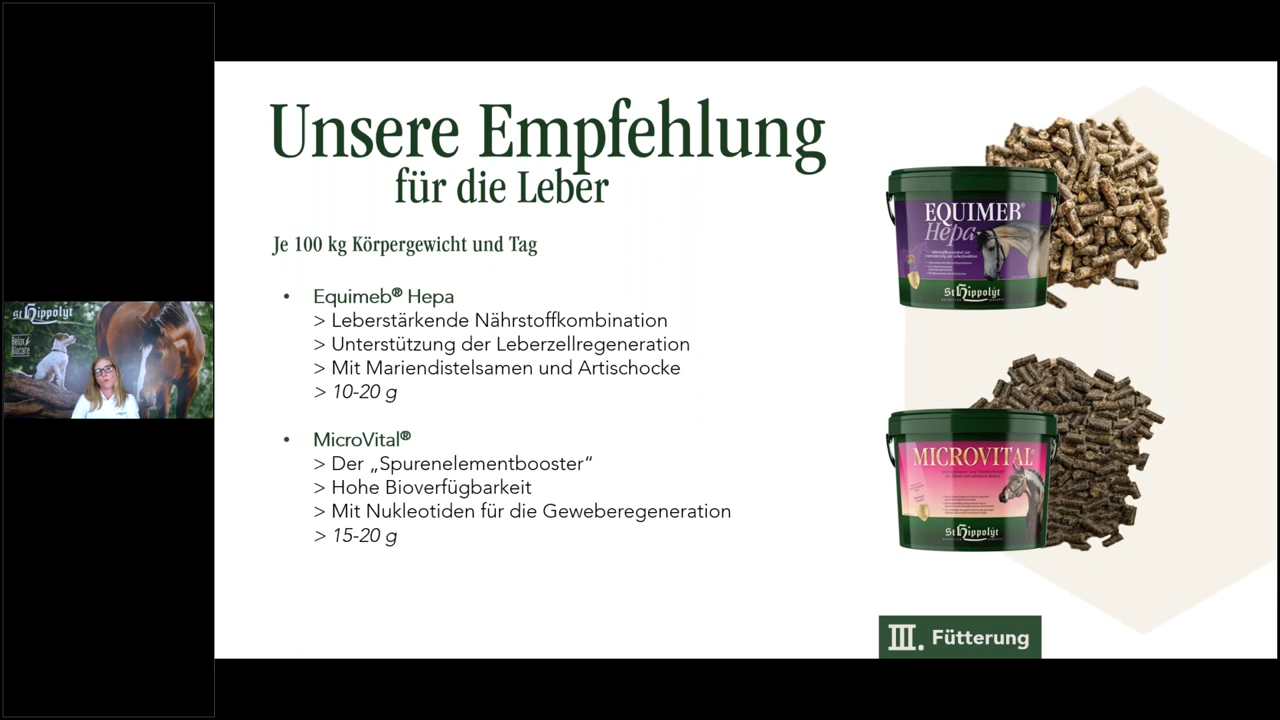 Unsere Empfehlung
für die Leber
Je 100 kg Körpergewicht und Tag
• Equimeb® Hepa
> Leberstärkende Nährstoffkombination
> Unterstützung der Leberzellregeneration
> Mit Mariendistelsamen und Artischocke
> 10-20 g
• MicroVital®
> Der „Spurenelementbooster“
> Hohe Bioverfügbarkeit
> Mit Nukleotiden für die Geweberegeneration
> 15-20 g
EQUIMEB®
Hepa
St Hippolyt
MICROVITAL®
St Hippolyt
III. Fütterung
St Hippolyt
Relax
Biocare